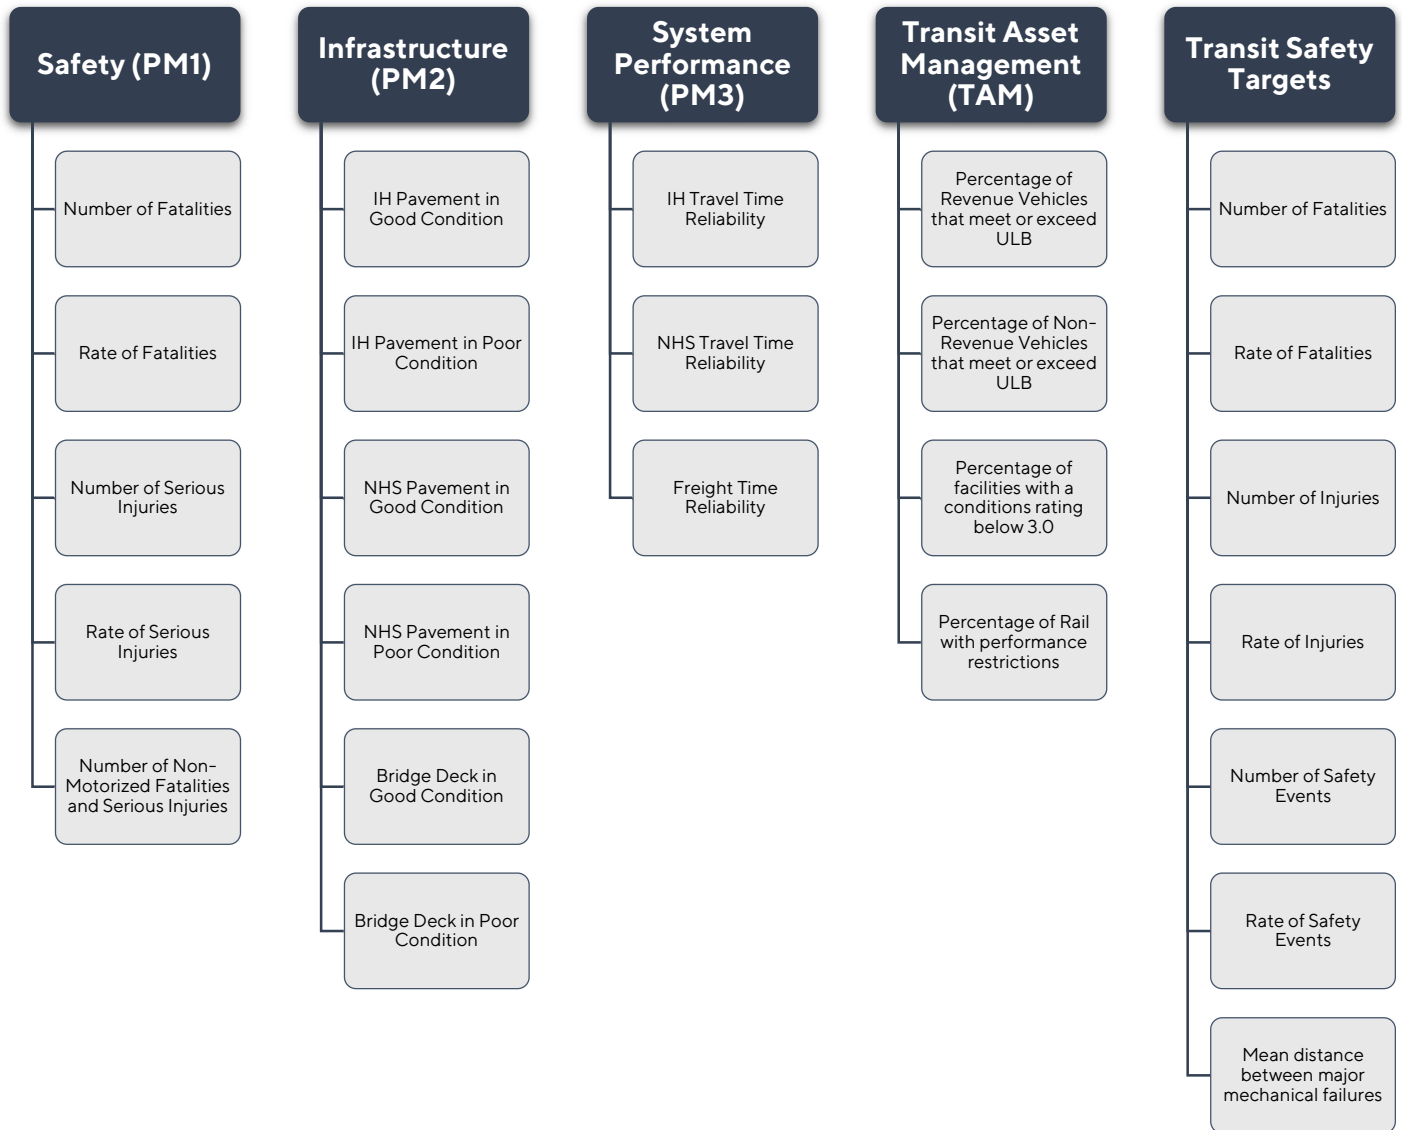 Safety (PM1)
Number of Fatalities
Rate of Fatalities
Number of Serious
Injuries
Rate of Serious
Injuries
Number of Non-
Motorized Fatalities
and Serious Injuries
Infrastructure
(PM2)
IH Pavement in
Good Condition
IH Pavement in Poor
Condition
NHS Pavement in
Good Condition
NHS Pavement in
Poor Condition
Bridge Deck in
Good Condition
Bridge Deck in Poor
Condition
System
Performance
(PM3)
IH Travel Time
Reliability
NHS Travel Time
Reliability
Freight Time
Reliability
Transit Asset
Management
(TAM)
Percentage of
Revenue Vehicles
that meet or exceed
ULB
Percentage of Non-
Revenue Vehicles
that meet or exceed
ULB
Percentage of
facilities with a
conditions rating
below 3.0
Percentage of Rail
with performance
restrictions
Transit Safety
Targets
Number of Fatalities
Rate of Fatalities
Number of Injuries
Rate of Injuries
Number of Safety
Events
Rate of Safety
Events
Mean distance
between major
mechanical failures